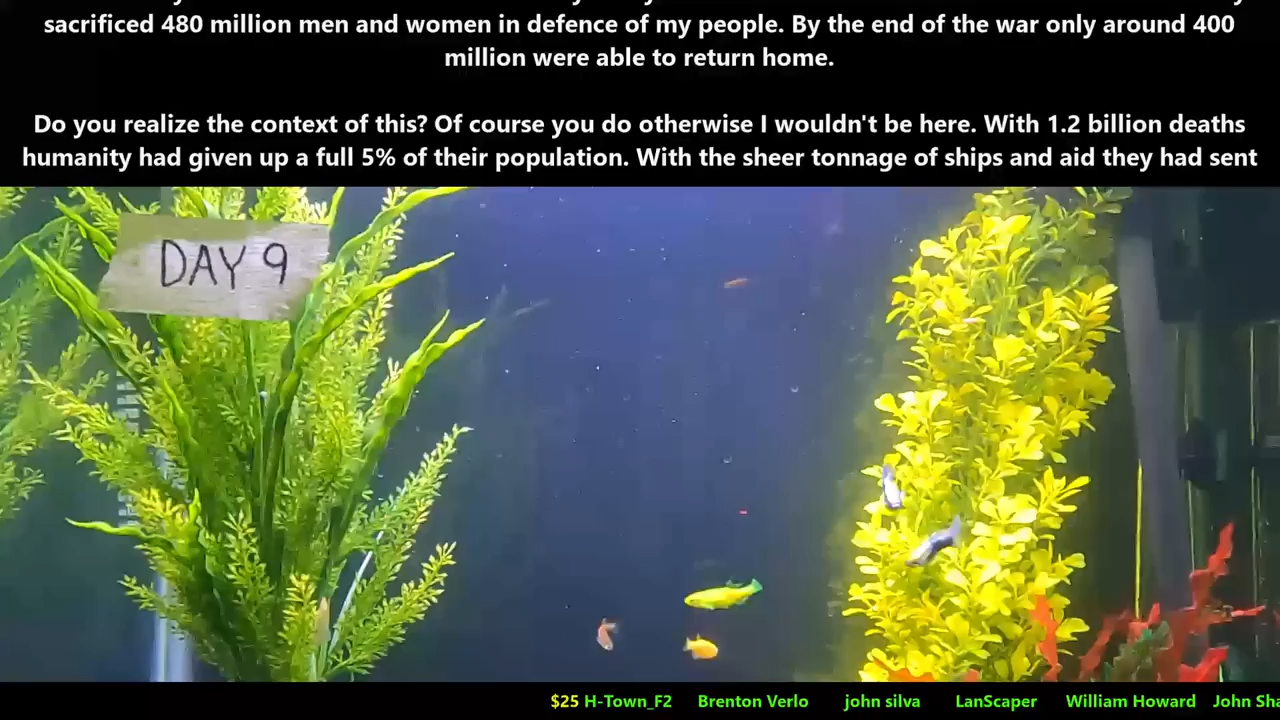 sacrificed 480 million men and women in defence of my people. By the end of the war only around 400
million were able to return home.
Do you realize the context of this? Of course you do otherwise I wouldn't be here. With 1.2 billion deaths
humanity had given up a full 5% of their population. With the sheer tonnage of ships and aid they had sent
DAY 9
$25 H-Town_F2 Brenton Verlo john silva LanScaper William Howard John